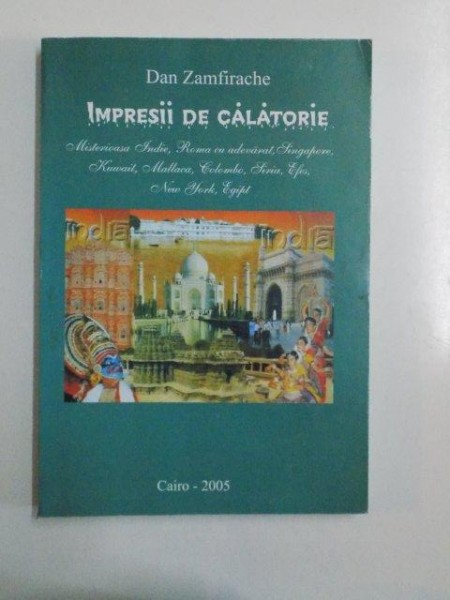 Dan Zamfirache
IMPRESII DE CĂLĂTORIE
Misterioasa Indie, Roma cu adevărat, Singapore,
Kuwait, Mallaca, Colombo, Siria, Efes,
New York, Egipt
india india
Cairo - 2005